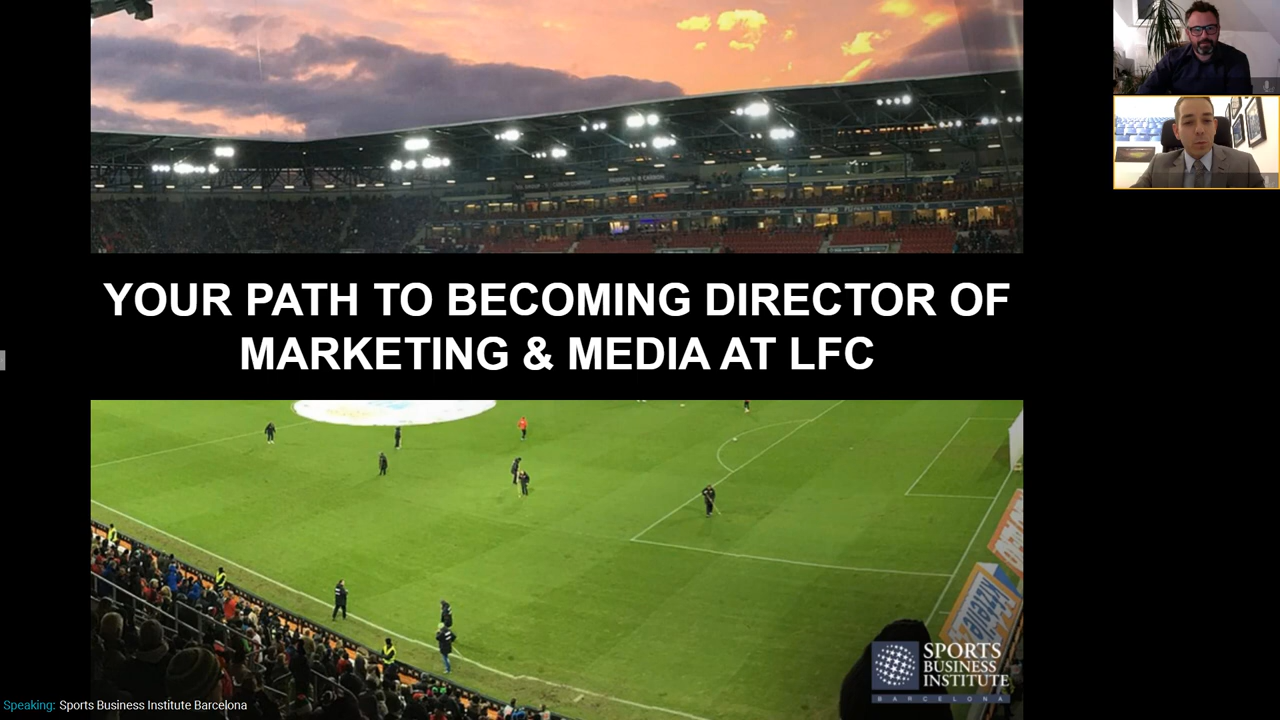 YOUR PATH TO BECOMING DIRECTOR OF
MARKETING & MEDIA AT LFC
SPORTS
BUSINESS
INSTITUTE
BARCELONA
Speaking: Sports Business Institute Barcelona